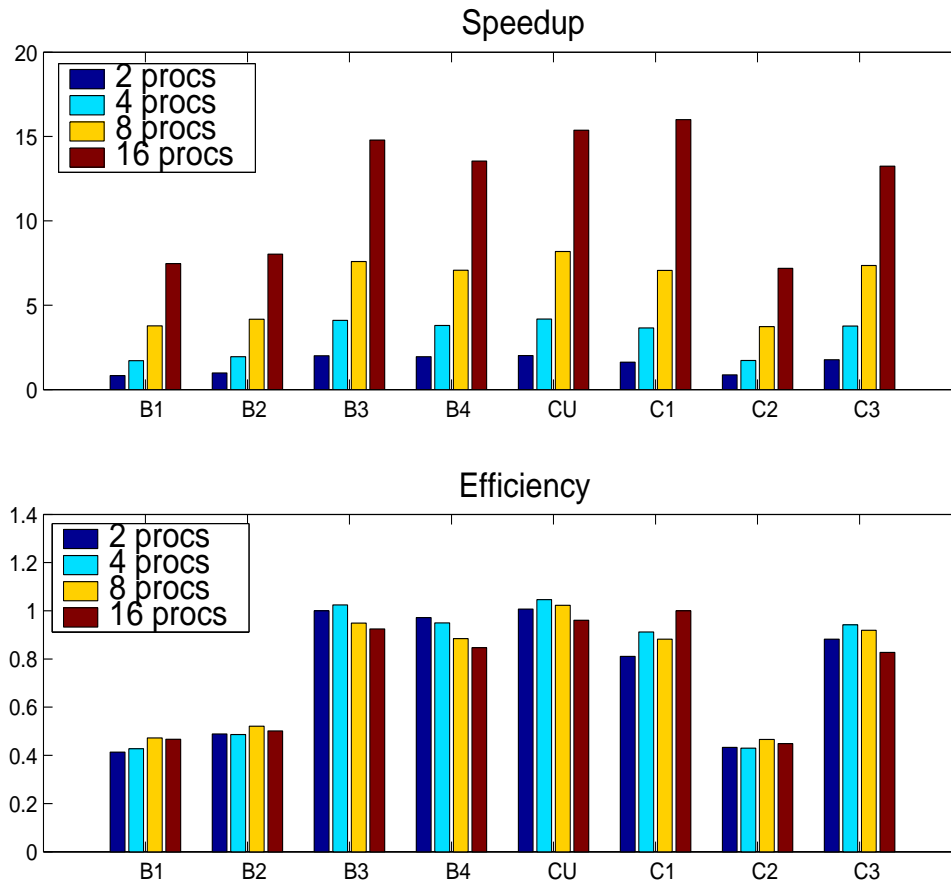 Speedup
20
15
10
5
0
2 procs
4 procs
8 procs
16 procs
B1 B2 B3 B4 CU C1 C2 C3
Efficiency
1.4
1.2
1
0.8
0.6
0.4
0.2
0
2 procs
4 procs
8 procs
16 procs
B1 B2 B3 B4 CU C1 C2 C3